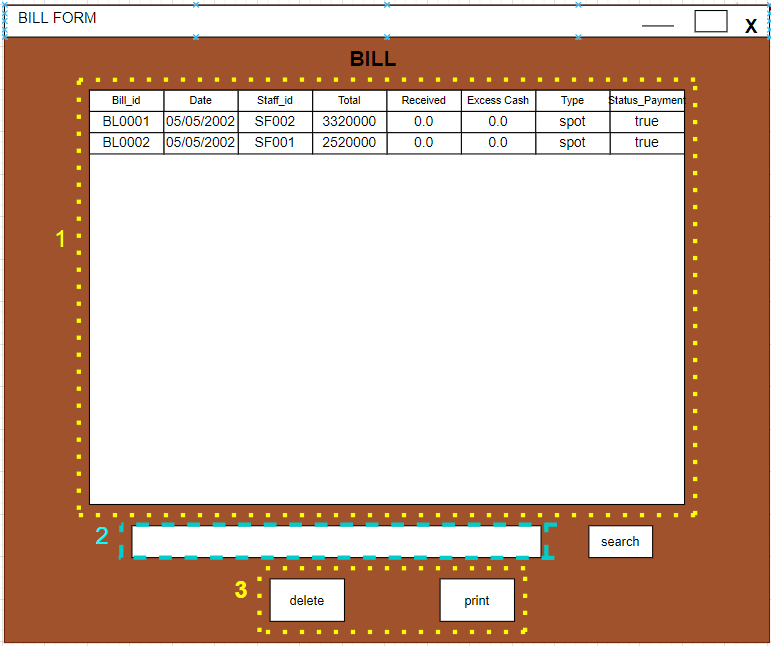 BILL FORM X
BILL
Bill_id Date Staff_id Total Received Excess Cash Type Status_Payment
BL0001 05/05/2002 SF002 3320000 0.0 0.0 spot true
BL0002 05/05/2002 SF001 2520000 0.0 0.0 spot true
1
2 search
3
delete print